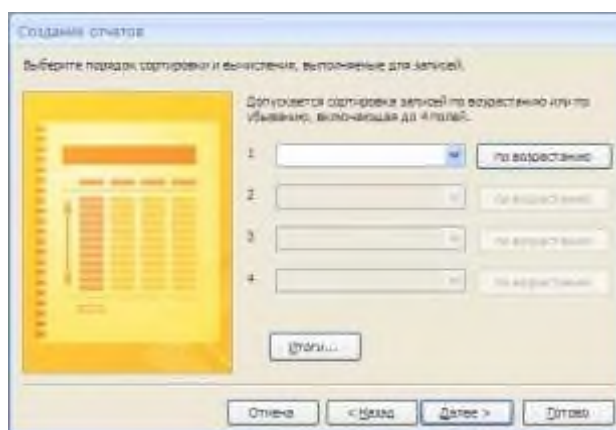 Создание отчетов
Выберите порядок сортировки и вычисления, выполняемые для записей.
Допускается сортировка записей по возрастанию или по
убыванию, включающая до 4 полей.
1 по возрастанию
2 по возрастанию
3 по возрастанию
4 по возрастанию
Итоги...
Отмена < Назад Далее > Готово